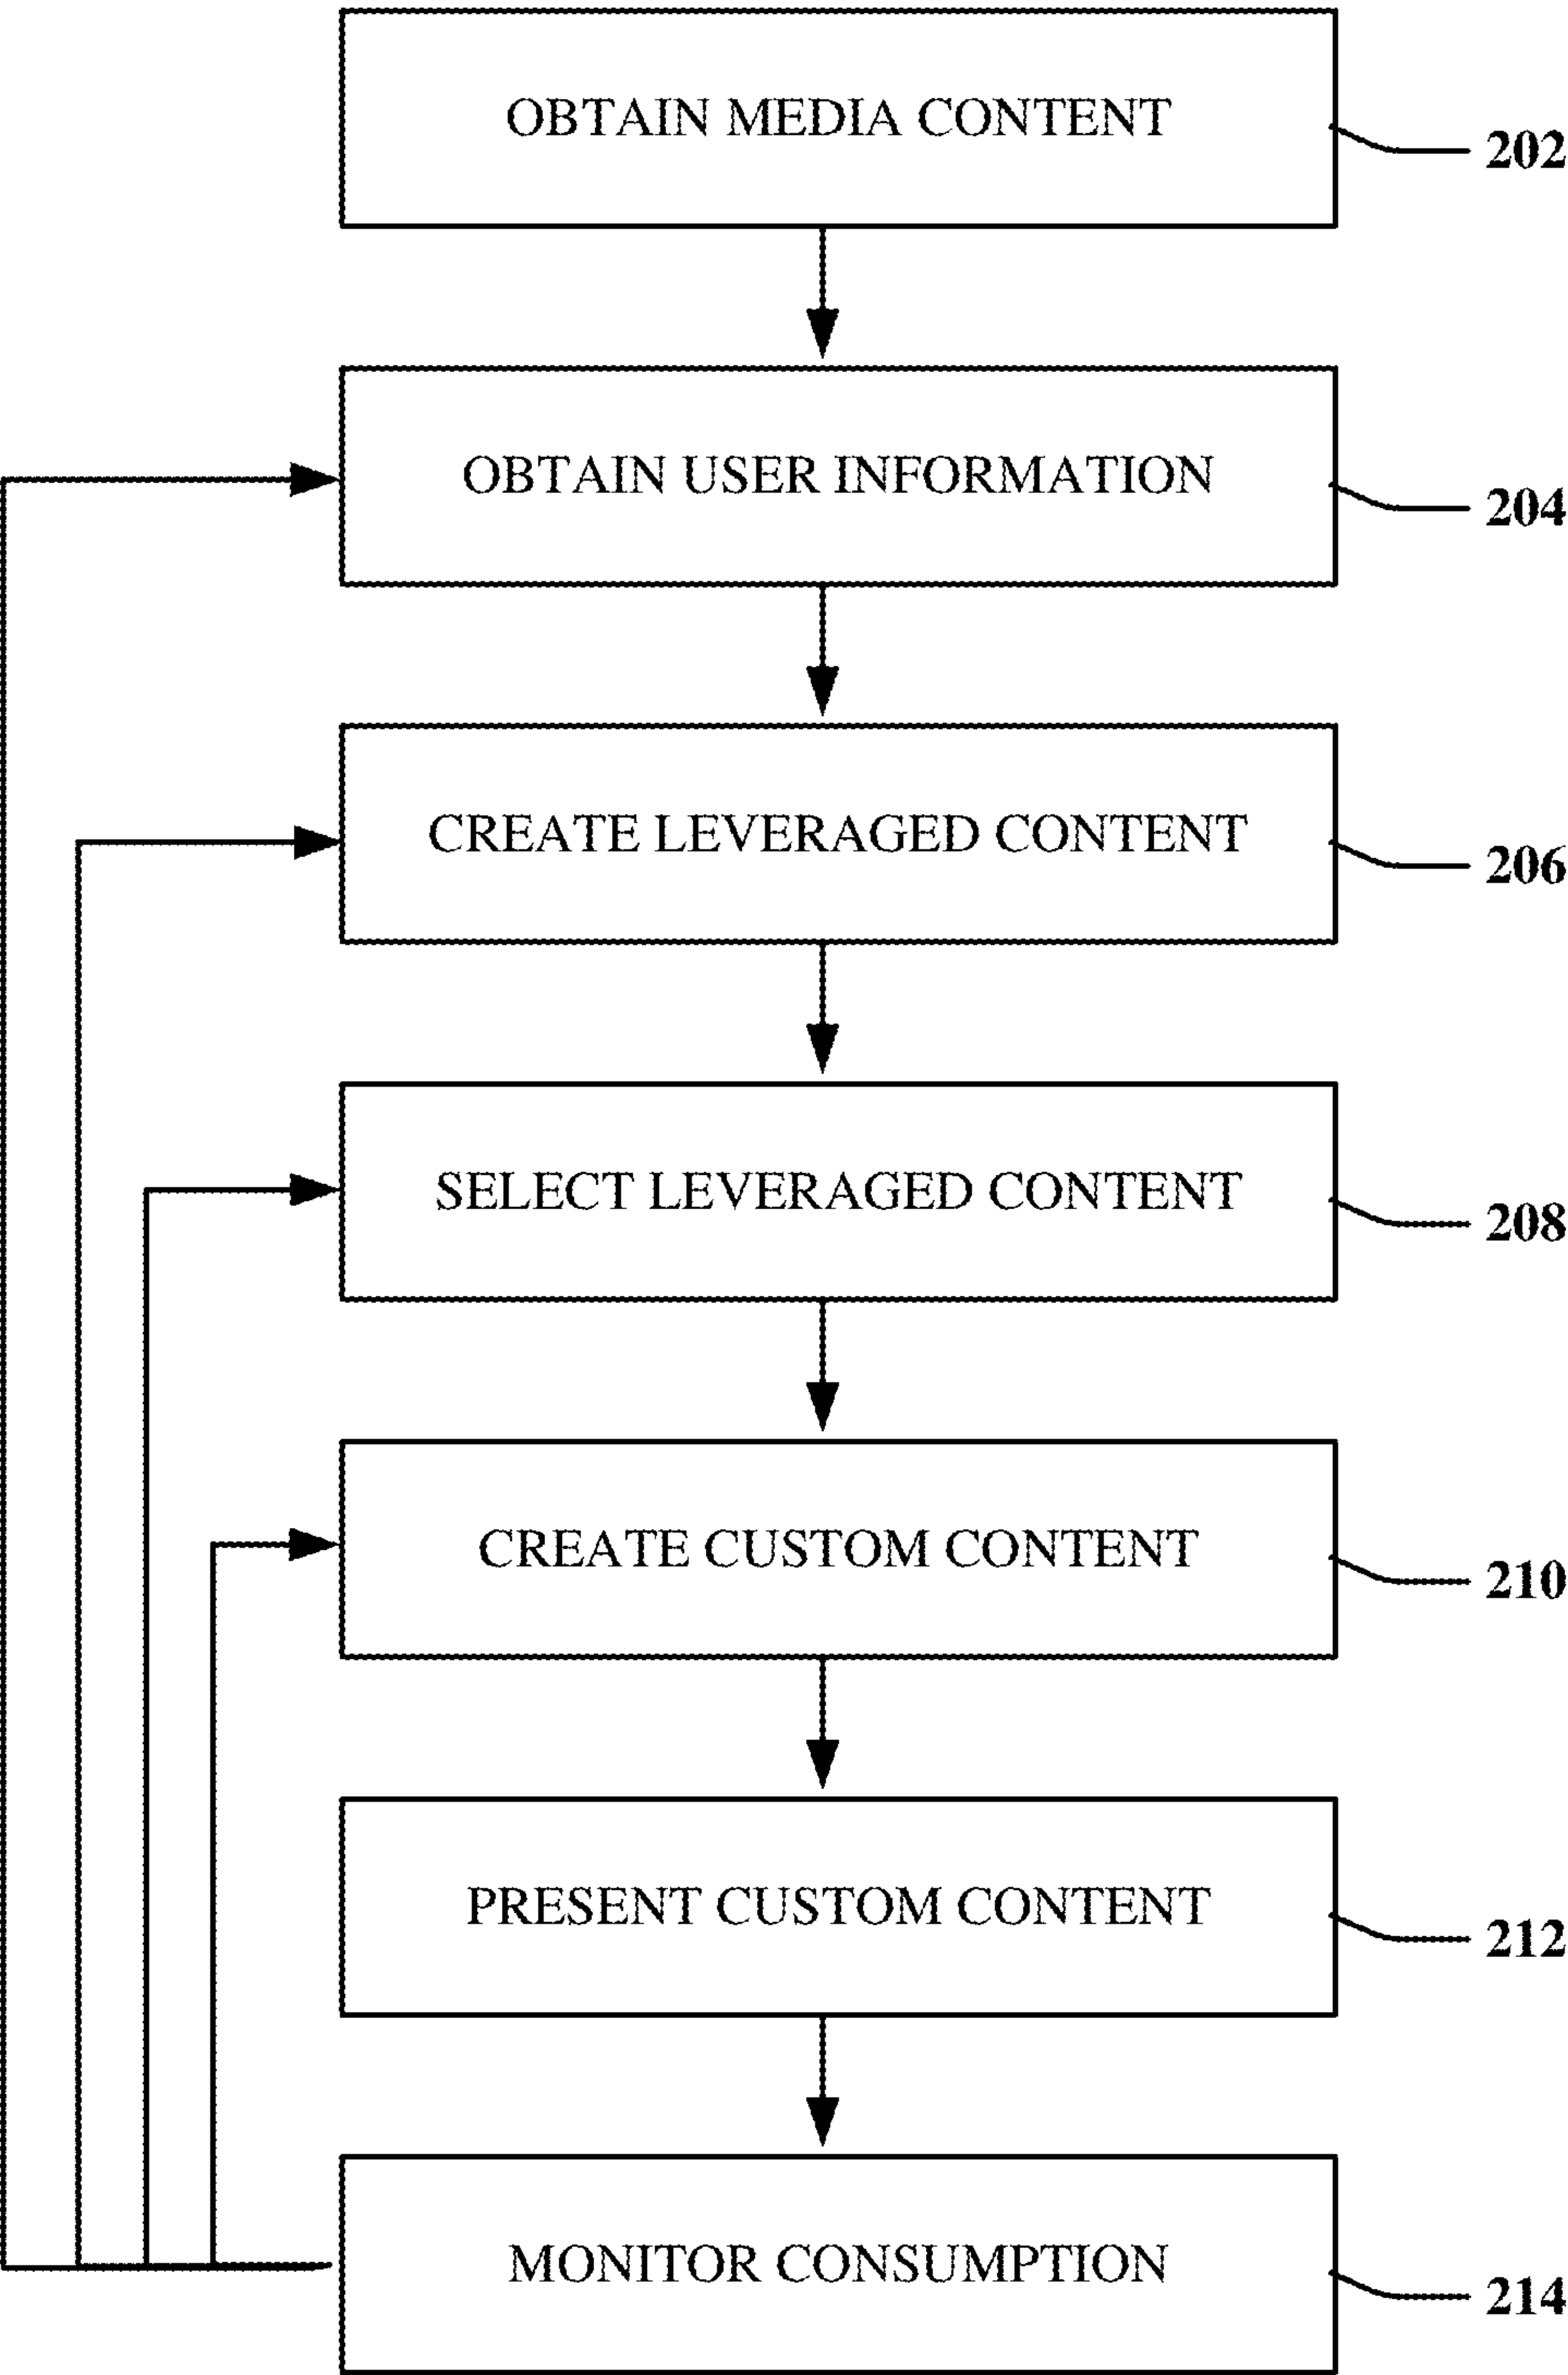 OBTAIN MEDIA CONTENT
202
OBTAIN USER INFORMATION
204
CREATE LEVERAGED CONTENT
206
SELECT LEVERAGED CONTENT
208
CREATE CUSTOM CONTENT
210
PRESENT CUSTOM CONTENT
212
MONITOR CONSUMPTION
214